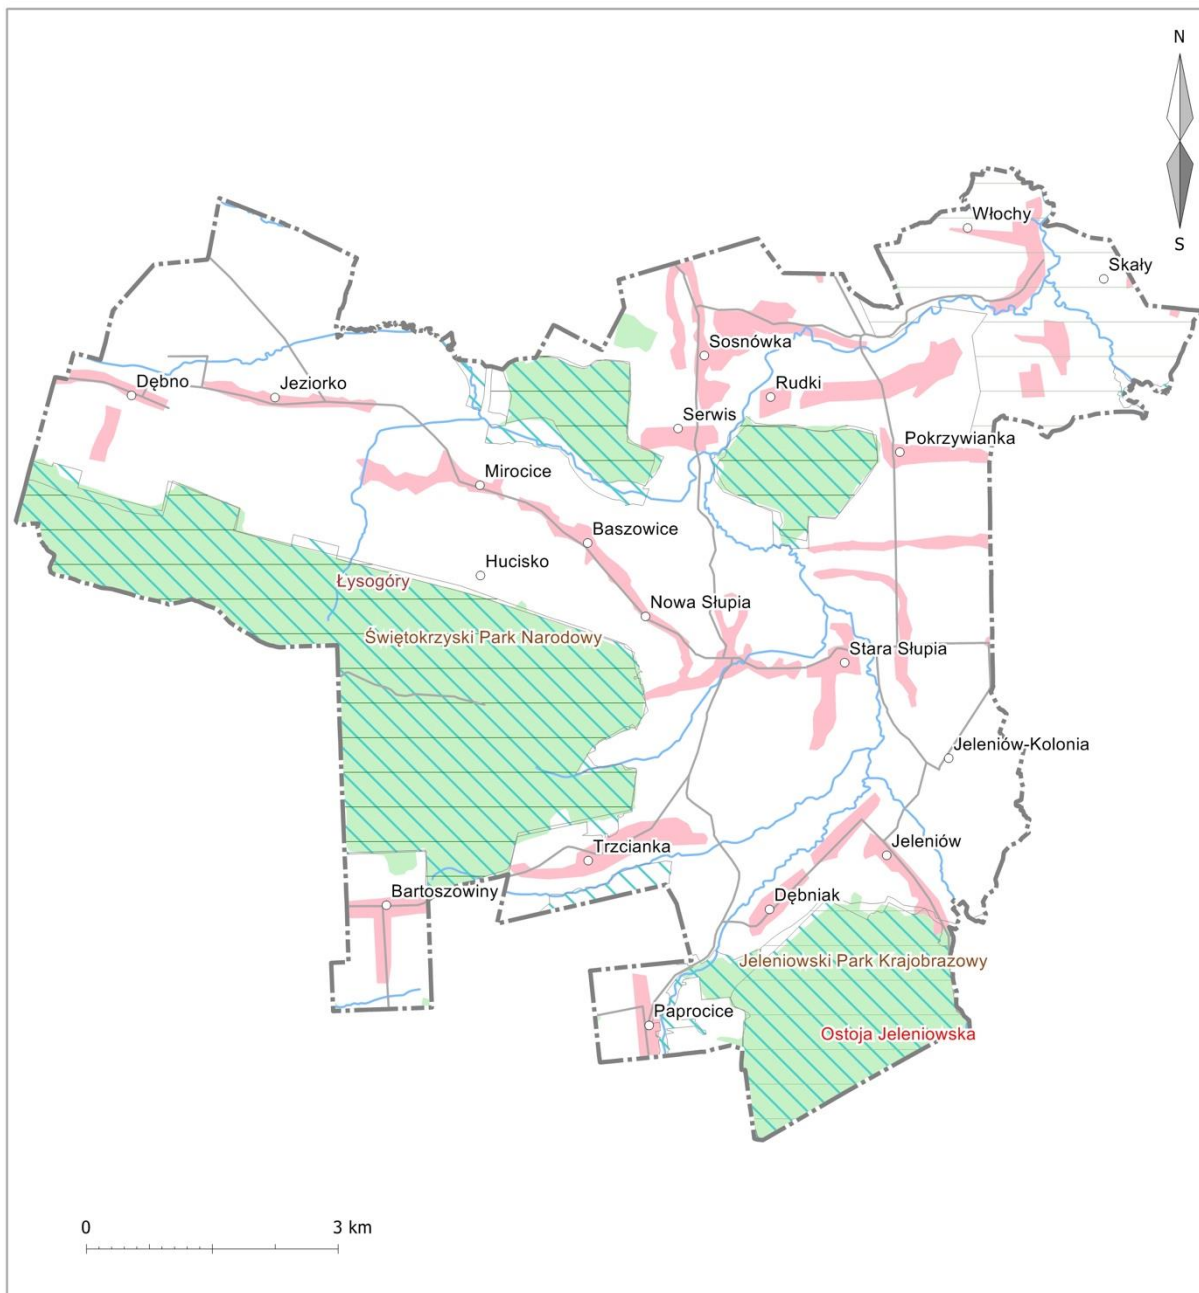 N
S
Włochy
Skały
Sosnówka
Dębno
Jeziorko
Rudki
Serwis
Pokrzywianka
Mirocice
Baszowice
Hucisko
Łysogóry
Nowa Słupia
Świętokrzyski Park Narodowy
Stara Słupia
Jeleniów-Kolonia
Trzcianka
Jeleniów
Bartoszowiny
Dębniak
Jeleniowski Park Krajobrazowy
Paprocice
Ostoja Jeleniowska
0 3 km